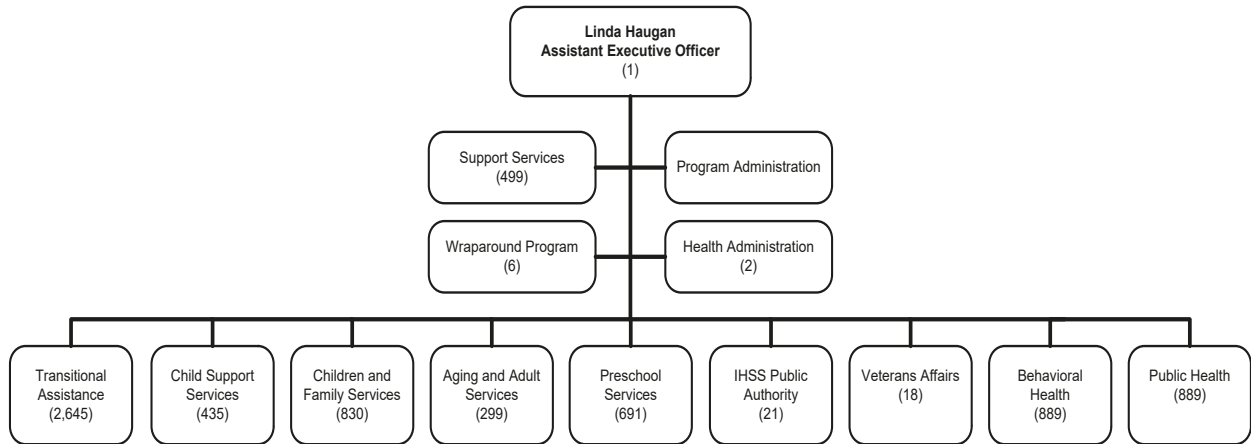 Linda Haugan
Assistant Executive Officer
(1)
Support Services
(499)
Program Administration
Wraparound Program
(6)
Health Administration
(2)
Transitional
Assistance
(2,645)
Child Support
Services
(435)
Children and
Family Services
(830)
Aging and Adult
Services
(299)
Preschool
Services
(691)
IHSS Public
Authority
(21)
Veterans Affairs
(18)
Behavioral
Health
(889)
Public Health
(889)